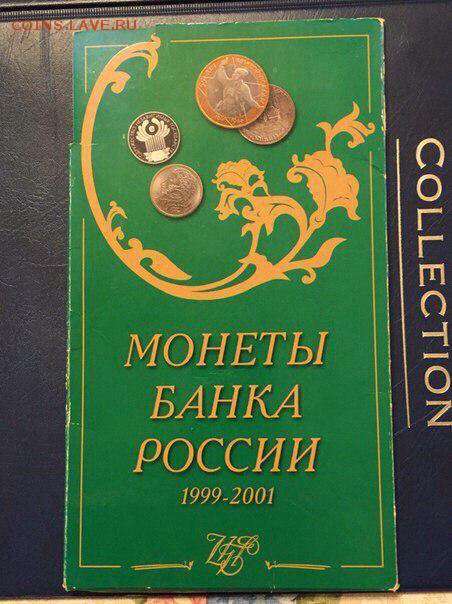 COINS.LAVE.RU
МОНЕТЫ
БАНКА
РОССИИ
1999-2001
COLLECTION